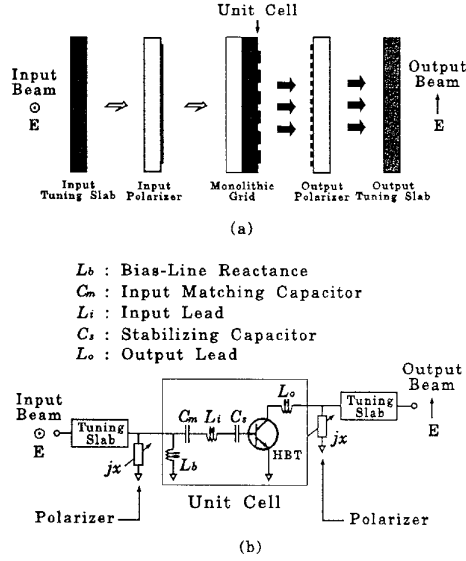 Unit Cell
Input
Beam
E
Output
Beam
E
Input
Tuning Slab
Input
Polarizer
Monolithic
Grid
Output
Polarizer
Output
Tuning Slab
(a)
Lb : Bias-Line Reactance
Cm : Input Matching Capacitor
Li : Input Lead
Cs : Stabilizing Capacitor
Lo : Output Lead
Input
Beam
E
Tuning
Slab
jx
Polarizer
Lb
Cm Li Cs
HBT
Lo
Unit Cell
Tuning
Slab
jx
Output
Beam
E
Polarizer
(b)